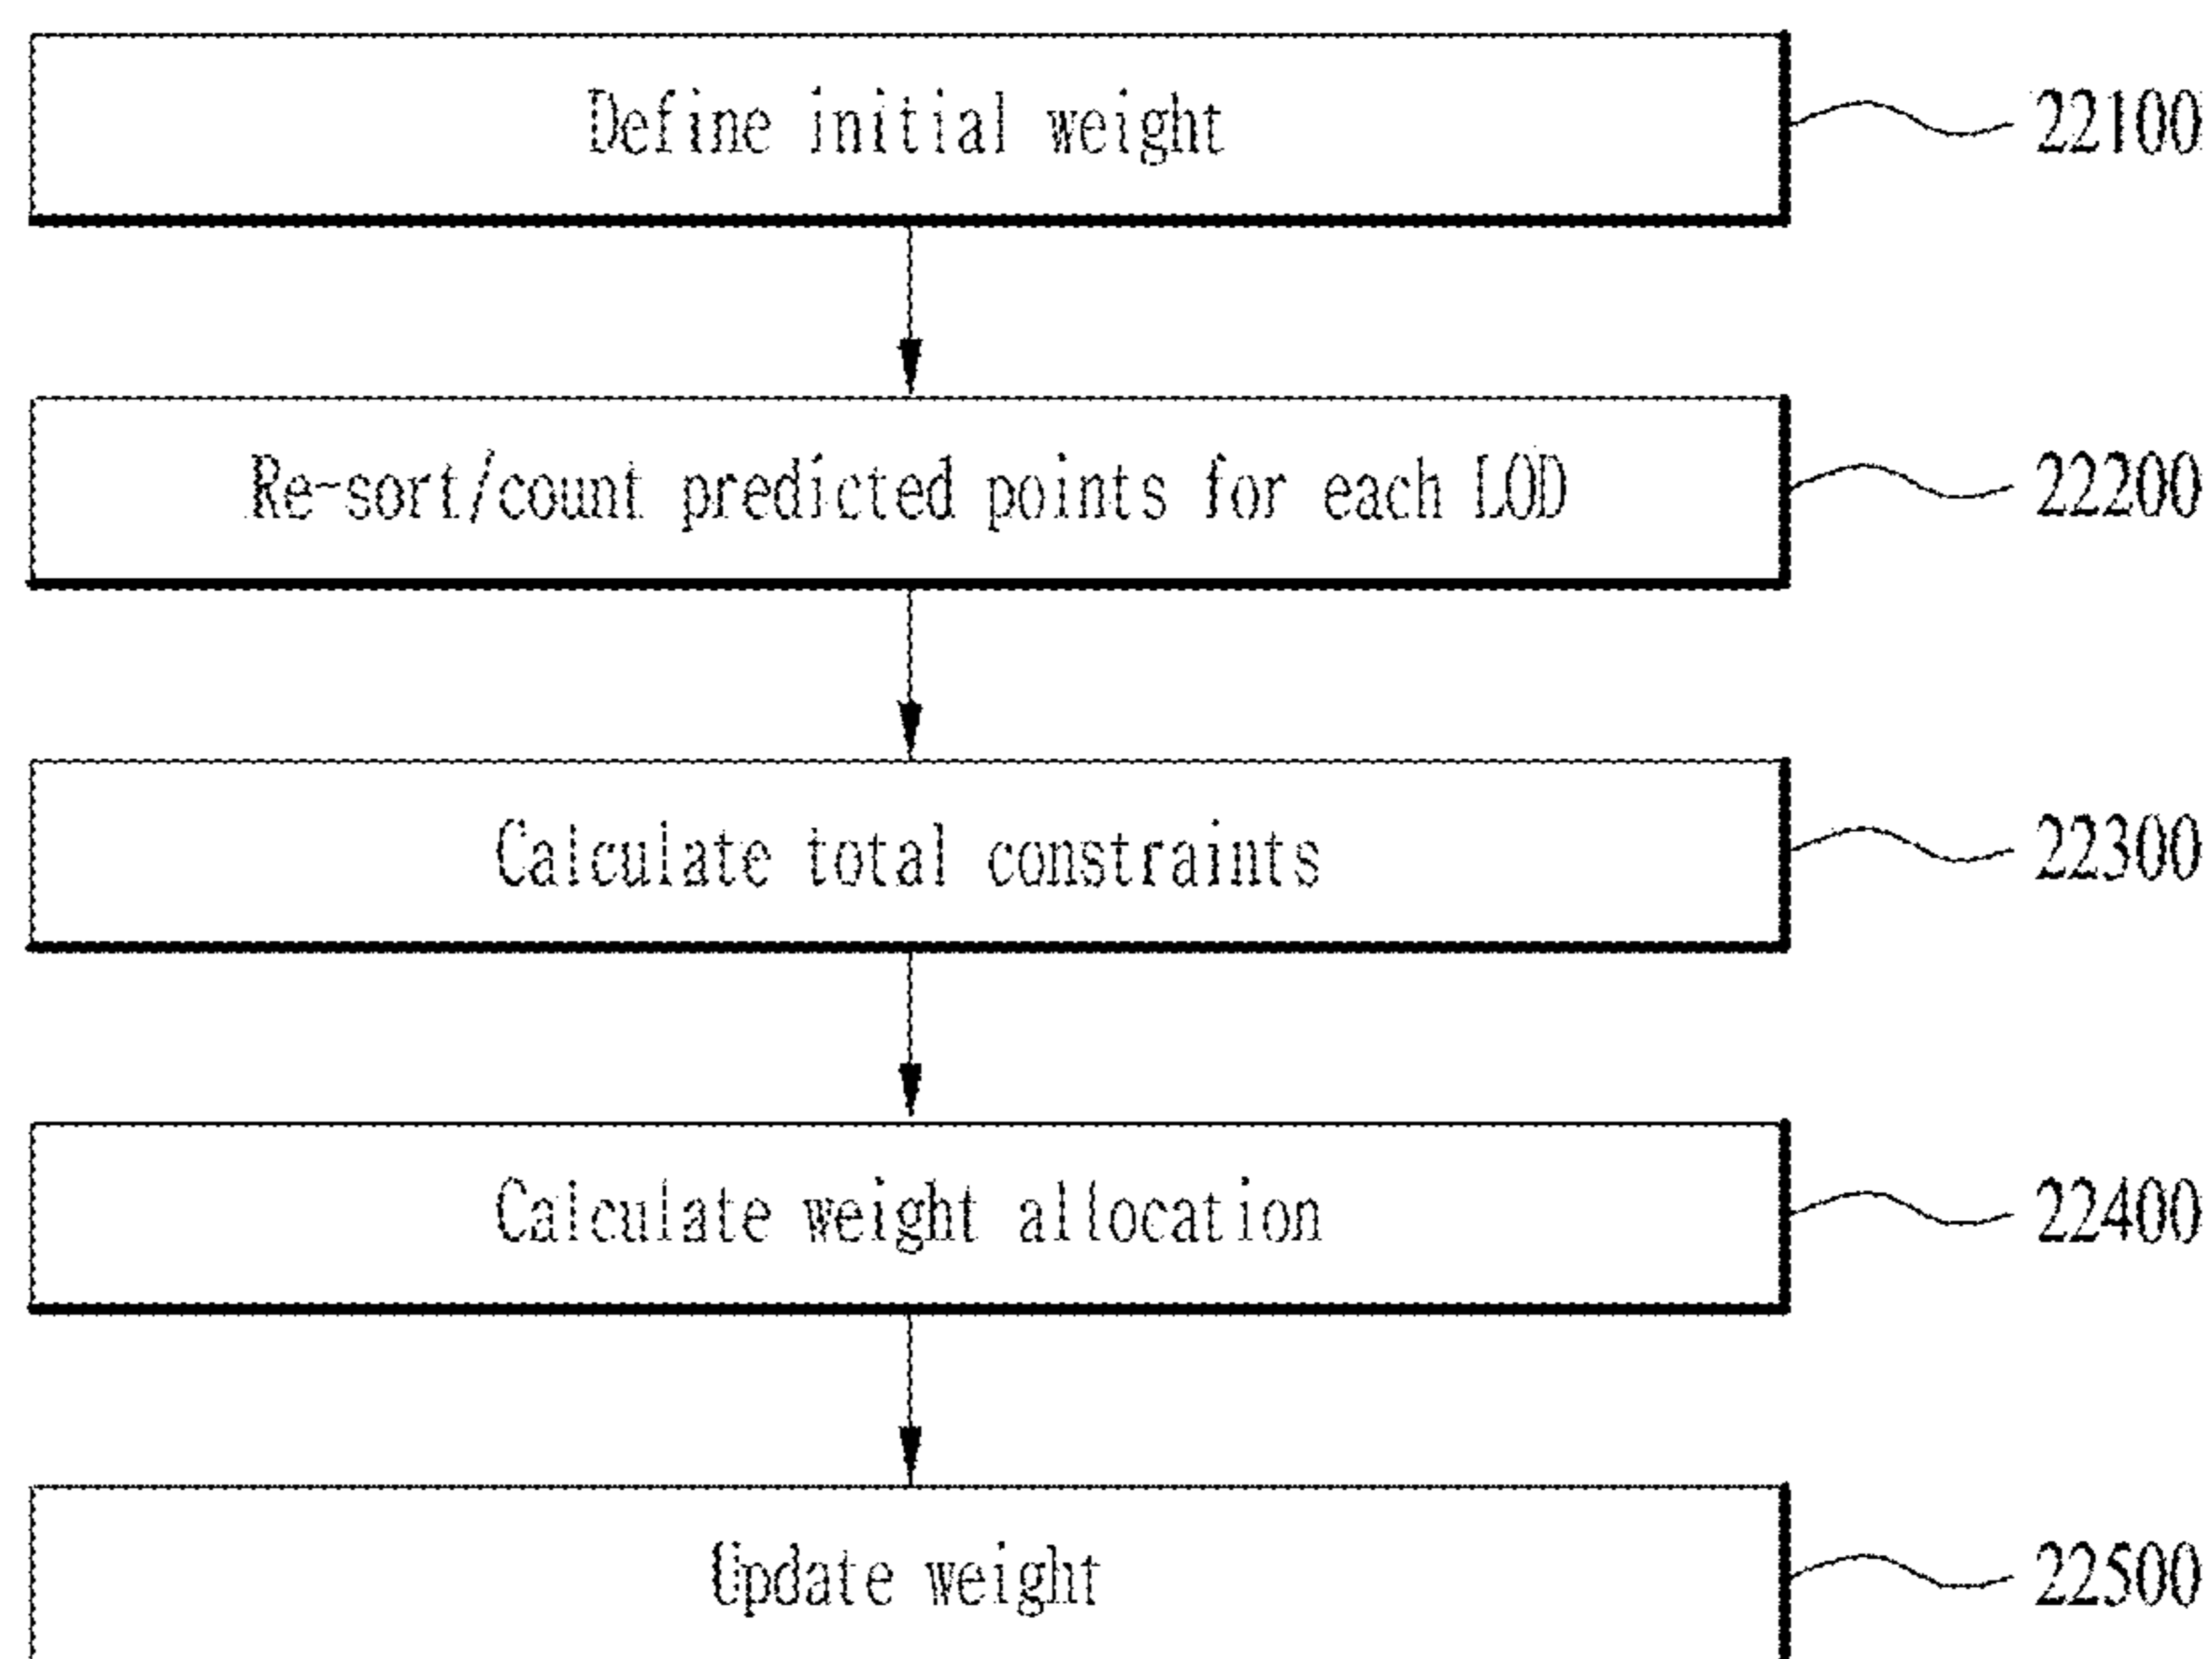 Define initial weight 22100
Re-sort/count predicted points for each LOD 22200
Calculate total constraints 22300
Calculate weight allocation 22400
Update weight 22500